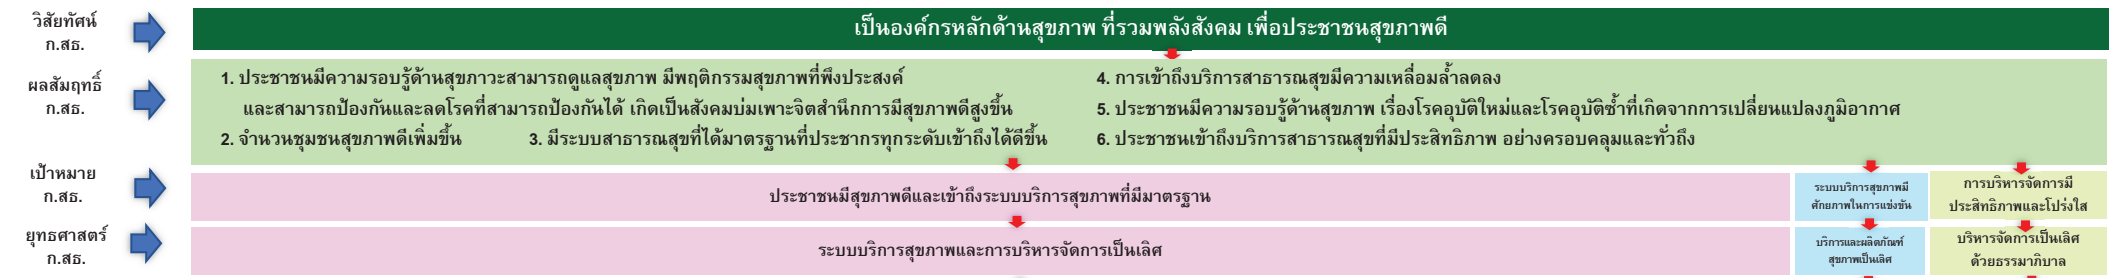 วิสัยทัศน์
ก.สธ.
เป็นองค์กรหลักด้านสุขภาพ ที่รวมพลังสังคม เพื่อประชาชนสุขภาพดี
ผลสัมฤทธิ์
ก.สธ.
1. ประชาชนมีความรอบรู้ด้านสุขภาวะสามารถดูแลสุขภาพ มีพฤติกรรมสุขภาพที่พึงประสงค์
และสามารถป้องกันและลดโรคที่สามารถป้องกันได้ เกิดเป็นสังคมบ่มเพาะจิตสำนึกการมีสุขภาพดีสูงขึ้น
2. จำนวนชุมชนสุขภาพดีเพิ่มขึ้น 3. มีระบบสาธารณสุขที่ได้มาตรฐานที่ประชากรทุกระดับเข้าถึงได้ดีขึ้น
4. การเข้าถึงบริการสาธารณสุขมีความเหลื่อมล้ำลดลง
5. ประชาชนมีความรอบรู้ด้านสุขภาพ เรื่องโรคอุบัติใหม่และโรคอุบัติซ้ำที่เกิดจากการเปลี่ยนแปลงภูมิอากาศ
6. ประชาชนเข้าถึงบริการสาธารณสุขที่มีประสิทธิภาพ อย่างครอบคลุมและทั่วถึง
เป้าหมาย
ก.สธ.
ประชาชนมีสุขภาพดีและเข้าถึงระบบบริการสุขภาพที่มีมาตรฐาน
ระบบบริการสุขภาพมี
ศักยภาพในการแข่งขัน
การบริหารจัดการมี
ประสิทธิภาพและโปร่งใส
ยุทธศาสตร์
ก.สธ.
ระบบบริการสุขภาพและการบริหารจัดการเป็นเลิศ
บริการและผลิตภัณฑ์
สุขภาพเป็นเลิศ
บริหารจัดการเป็นเลิศ
ด้วยธรรมาภิบาล